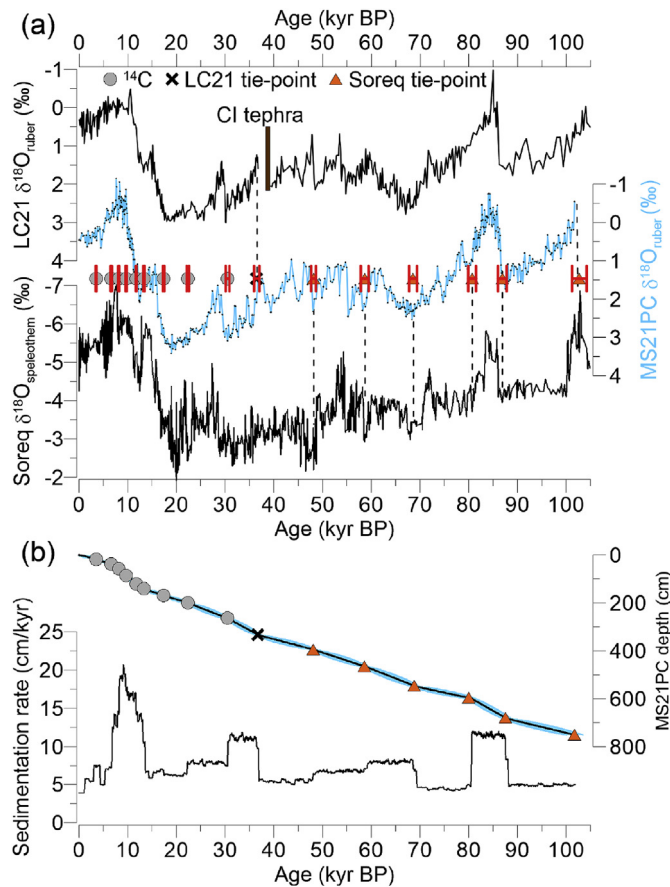 (a)
Age (kyr BP)
0 10 20 30 40 50 60 70 80 90 100
14C LC21 tie-point Soreq tie-point
CI tephra
LC21 δ18Oruber (‰)
-1
0
1
2
3
4
MS21PC δ18Oruber (‰)
-1
0
1
2
3
4
Soreq δ18Ospeleothem (‰)
-7
-6
-5
-4
-3
-2
0 10 20 30 40 50 60 70 80 90 100
Age (kyr BP)
(b)
Sedimentation rate (cm/kyr)
25
20
15
10
5
0
MS21PC depth (cm)
0
200
400
600
800
0 10 20 30 40 50 60 70 80 90 100
Age (kyr BP)